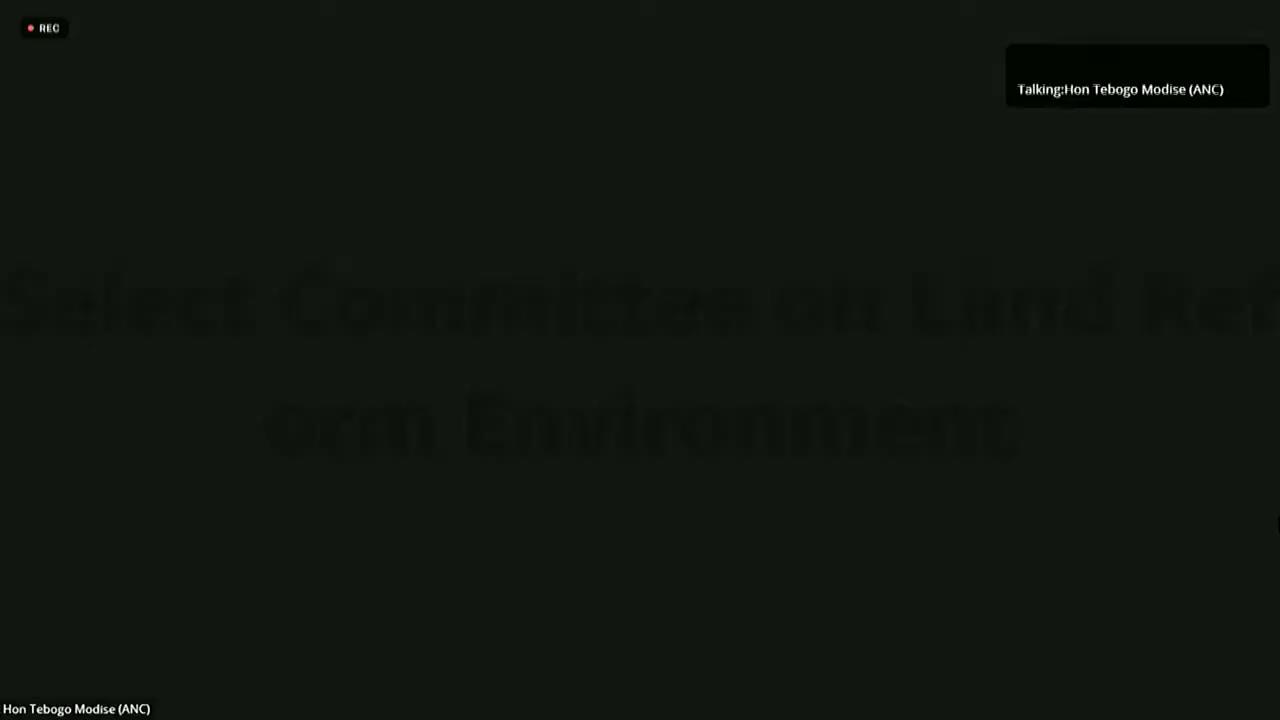 REC
Talking:Hon Tebogo Modise (ANC)
Select Committee on Land Ref
orm Environment
Hon Tebogo Modise (ANC)